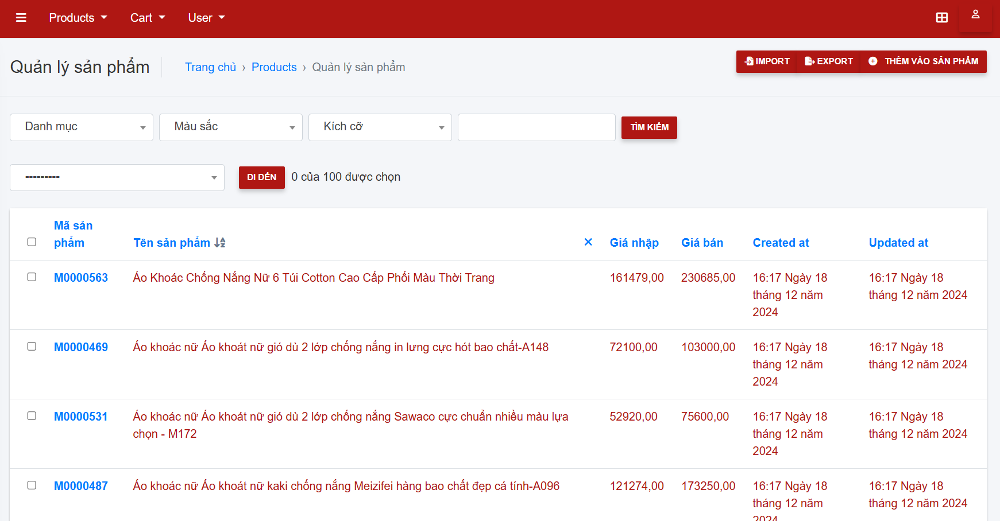 Products Cart User
Quản lý sản phẩm
Trang chủ › Products › Quản lý sản phẩm
IMPORT EXPORT THÊM VÀO SẢN PHẨM
Danh mục Màu sắc Kích cỡ TÌM KIẾM
--------- ĐI ĐẾN 0 của 100 được chọn
Mã sản
phẩm Tên sản phẩm Giá nhập Giá bán Created at Updated at
M0000563 Áo Khoác Chống Nắng Nữ 6 Túi Cotton Cao Cấp Phối Màu Thời Trang 161479,00 230685,00 16:17 Ngày 18 16:17 Ngày 18
tháng 12 năm tháng 12 năm 2024
2024
M0000469 Áo khoác nữ Áo khoát nữ gió dù 2 lớp chống nắng in lưng cực hót bao chất-A148 72100,00 103000,00 16:17 Ngày 18 16:17 Ngày 18
tháng 12 năm tháng 12 năm 2024
2024
M0000531 Áo khoác nữ Áo khoát nữ gió dù 2 lớp chống nắng Sawaco cực chuẩn nhiều màu lựa 52920,00 75600,00 16:17 Ngày 18 16:17 Ngày 18
chọn - M172 tháng 12 năm tháng 12 năm 2024
2024
M0000487 Áo khoác nữ Áo khoát nữ kaki chống nắng Meizifei hàng bao chất đẹp cá tính-A096 121274,00 173250,00 16:17 Ngày 18 16:17 Ngày 18
tháng 12 năm tháng 12 năm 2024
2024